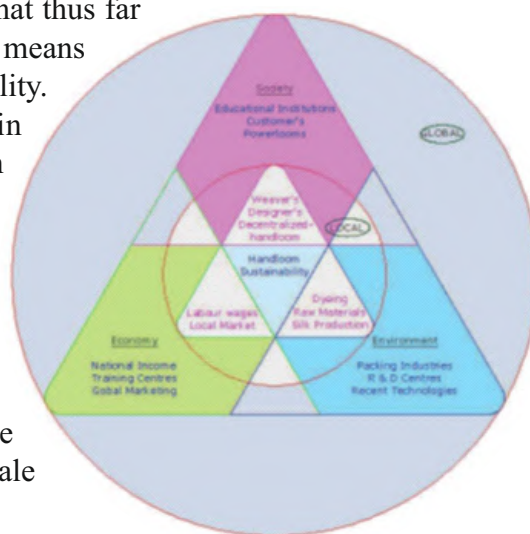 hat thus far
means
lity.
in
Society
Educational Institutions
Customer's
Powerlooms
GLOBAL
Weaver's
Designer's
Decentralized-
handloom
LOCAL
Handloom
Sustainability
Labour wages
Local Market
Dyeing
Raw Materials
Silk Production
Economy
National Income
Training Centres
Gobal Marketing
Environment
Packing Industries
R & D Centres
Recent Technologies
e
ale